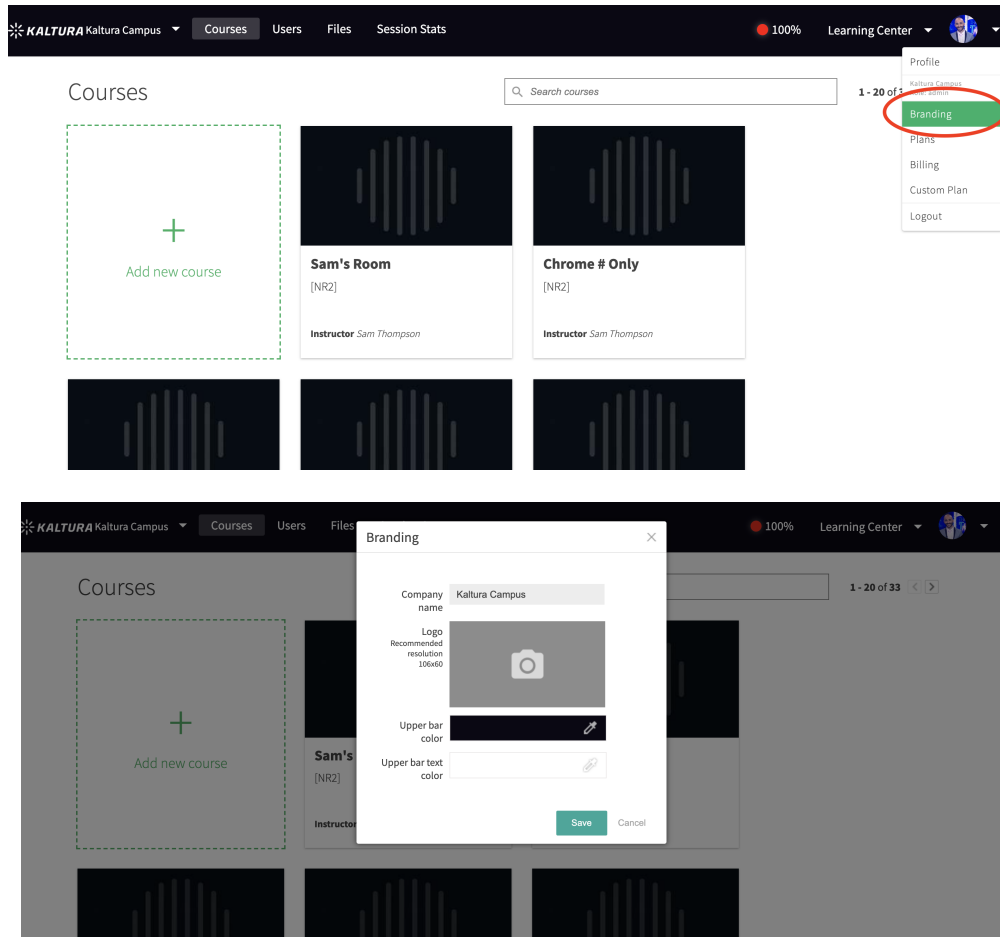 KALTURA Kaltura Campus Courses Users Files Session Stats 100% Learning Center
Profile
Kaltura Campus
admin
Branding
Plans
Billing
Custom Plan
Logout
Courses Search courses 1 - 20 of
Add new course
Sam's Room
[NR2]
Instructor Sam Thompson
Chrome # Only
[NR2]
Instructor Sam Thompson
KALTURA Kaltura Campus Courses Users Files 100% Learning Center
Courses 1 - 20 of 33
Add new course
Sam's
[NR2]
Instructor
Branding
Company
name
Kaltura Campus
Logo
Recommended
resolution
106x60
Upper bar
color
Upper bar text
color
Save Cancel